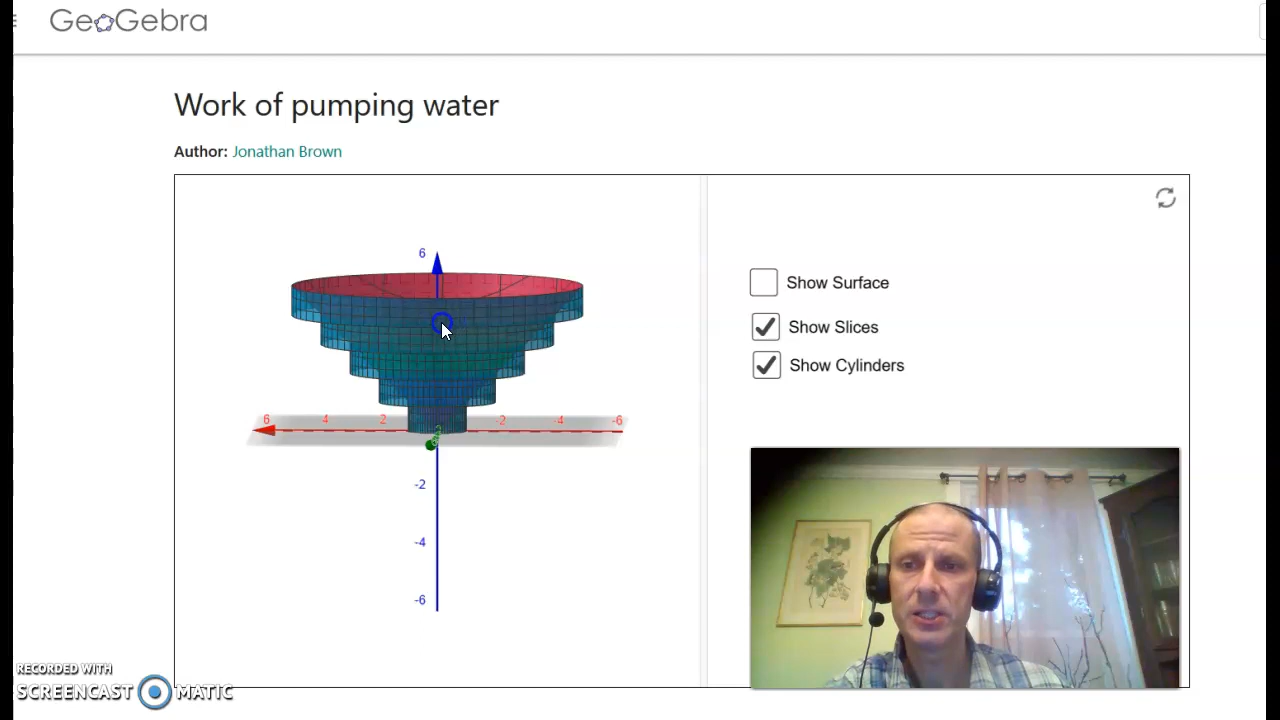 GeoGebra
Work of pumping water
Author: Jonathan Brown
6
6 4 2 -2 -4 -6
-2
-4
-6
Show Surface
Show Slices
Show Cylinders
RECORDED WITH
SCREENCAST MATIC